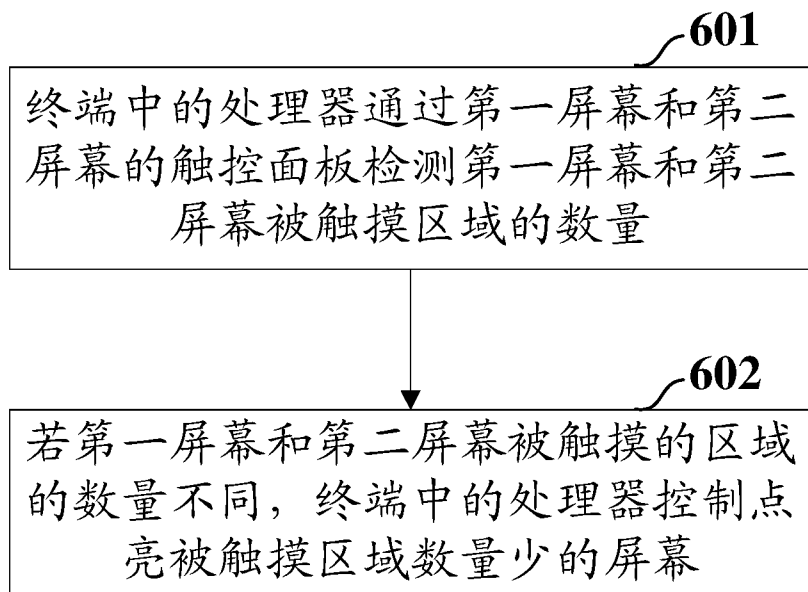 601
终端中的处理器通过第一屏幕和第二
屏幕的触控面板检测第一屏幕和第二
屏幕被触摸区域的数量
602
若第一屏幕和第二屏幕被触摸的区域
的数量不同，终端中的处理器控制点
亮被触摸区域数量少的屏幕